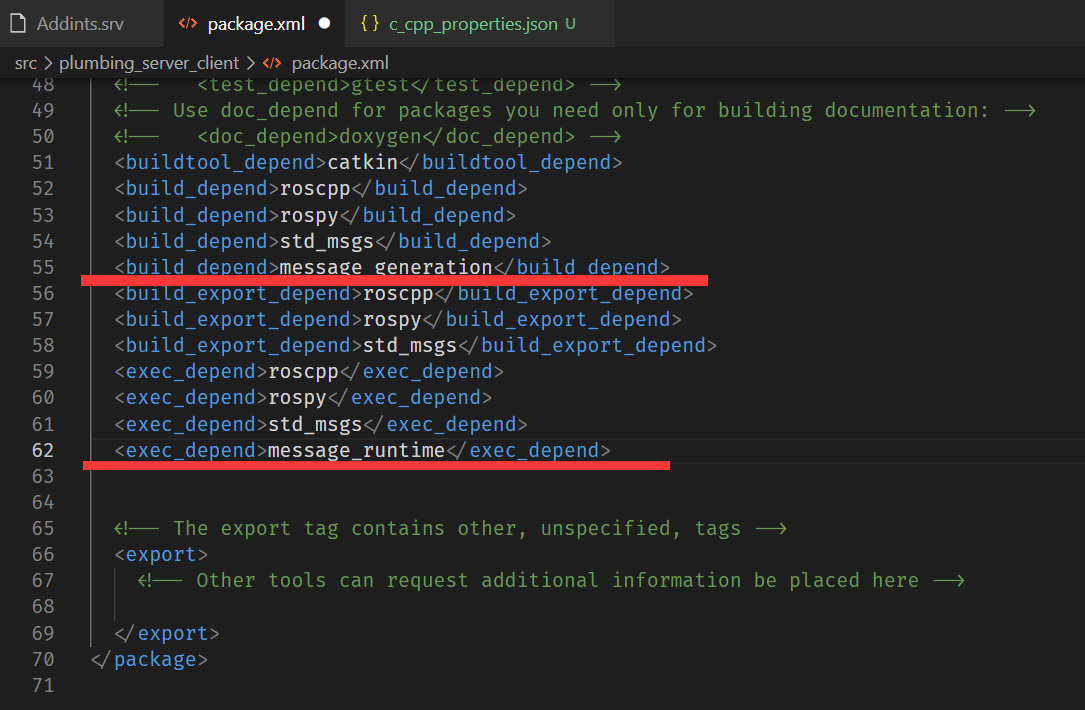 Addints.srv
package.xml
c_cpp_properties.json U
src > plumbing_server_client > package.xml
48 <!-- <test_depend>gtest</test_depend> -->
49 <!-- Use doc_depend for packages you need only for building documentation: -->
50 <!-- <doc_depend>doxygen</doc_depend> -->
51 <buildtool_depend>catkin</buildtool_depend>
52 <build_depend>roscpp</build_depend>
53 <build_depend>rospy</build_depend>
54 <build_depend>std_msgs</build_depend>
55 <build_depend>message_generation</build_depend>
56 <build_export_depend>roscpp</build_export_depend>
57 <build_export_depend>rospy</build_export_depend>
58 <build_export_depend>std_msgs</build_export_depend>
59 <exec_depend>roscpp</exec_depend>
60 <exec_depend>rospy</exec_depend>
61 <exec_depend>std_msgs</exec_depend>
62 <exec_depend>message_runtime</exec_depend>
63
64
65 <!-- The export tag contains other, unspecified, tags -->
66 <export>
67 <!-- Other tools can request additional information be placed here -->
68
69 </export>
70 </package>
71